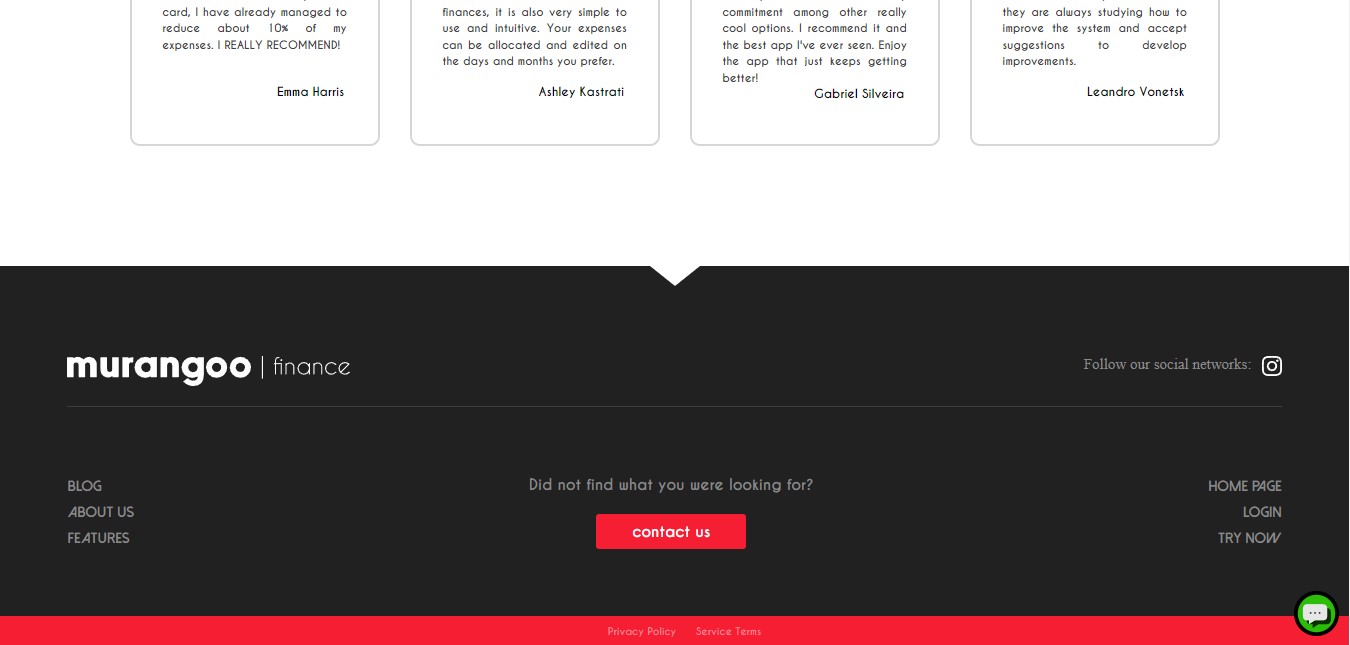 card, I have already managed to
reduce about 10% of my
expenses. I REALLY RECOMMEND!
Emma Harris
finances, it is also very simple to
use and intuitive. Your expenses
can be allocated and edited on
the days and months you prefer.
Ashley Kastrati
commitment among other really
cool options. I recommend it and
the best app I've ever seen. Enjoy
the app that just keeps getting
better!
Gabriel Silveira
they are always studying how to
improve the system and accept
suggestions to develop
improvements.
Leandro Vonetsk
murangoo | finance
Follow our social networks:
BLOG
ABOUT US
FEATURES
Did not find what you were looking for?
contact us
HOME PAGE
LOGIN
TRY NOW
Privacy Policy
Service Terms